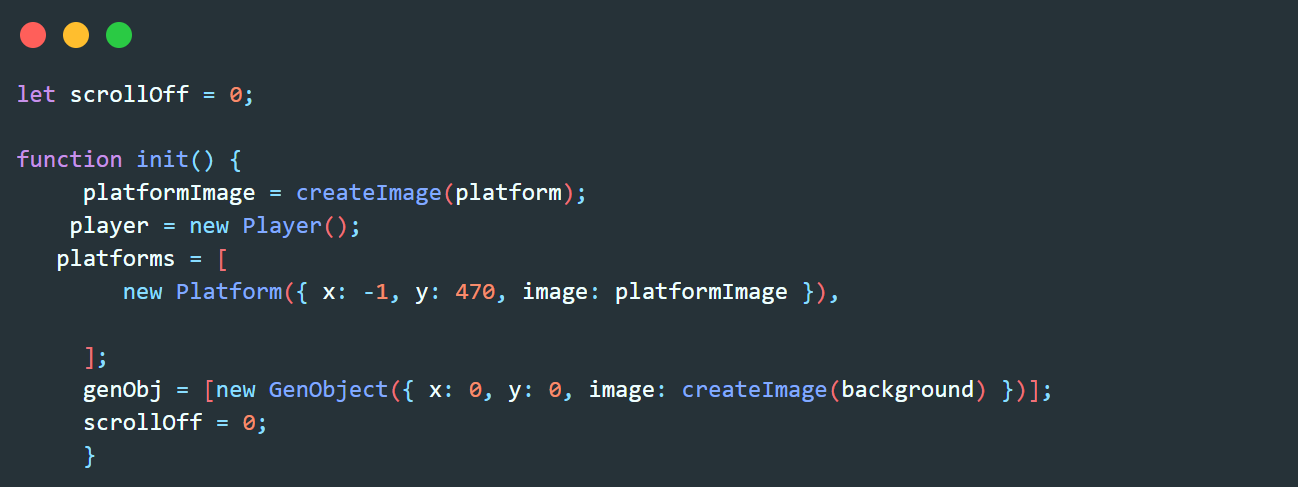 let scrollOff = 0;
function init() {
platformImage = createImage(platform);
player = new Player();
platforms = [
new Platform({ x: -1, y: 470, image: platformImage }),
];
genObj = [new GenObject({ x: 0, y: 0, image: createImage(background) })];
scrollOff = 0;
}